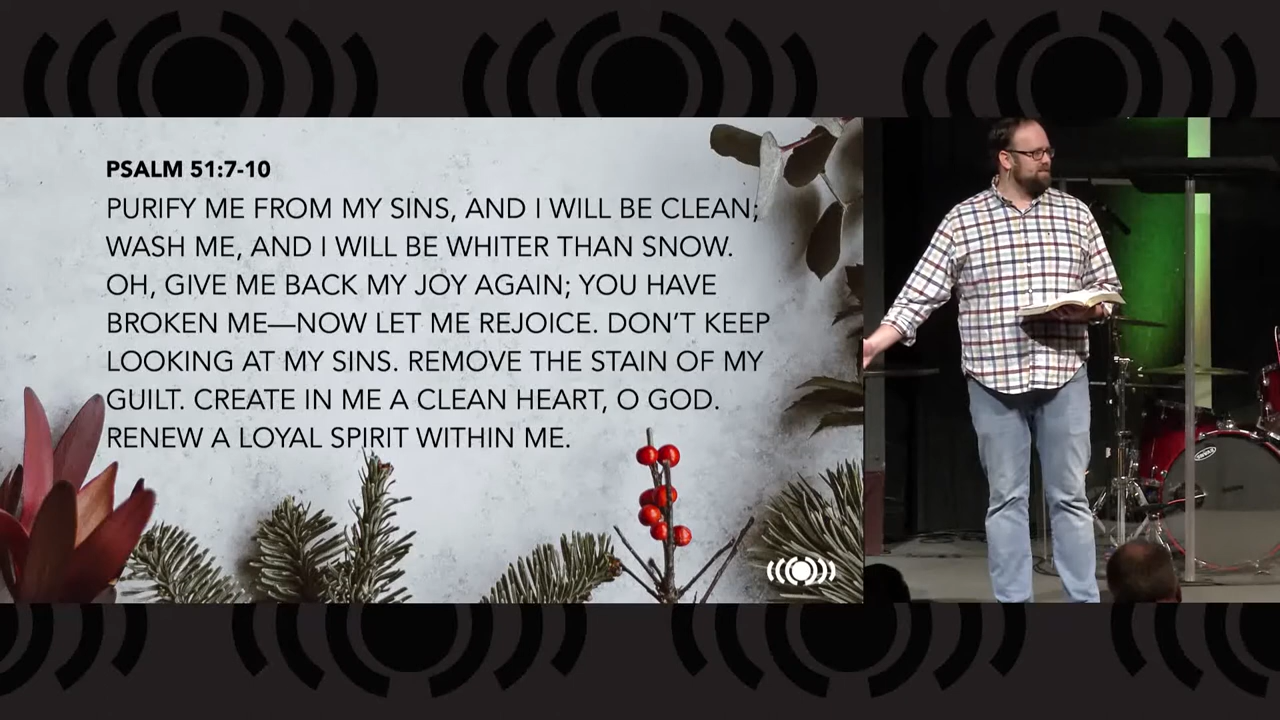 PSALM 51:7-10
PURIFY ME FROM MY SINS, AND I WILL BE CLEAN;
WASH ME, AND I WILL BE WHITER THAN SNOW.
OH, GIVE ME BACK MY JOY AGAIN; YOU HAVE
BROKEN ME—NOW LET ME REJOICE. DON’T KEEP
LOOKING AT MY SINS. REMOVE THE STAIN OF MY
GUILT. CREATE IN ME A CLEAN HEART, O GOD.
RENEW A LOYAL SPIRIT WITHIN ME.